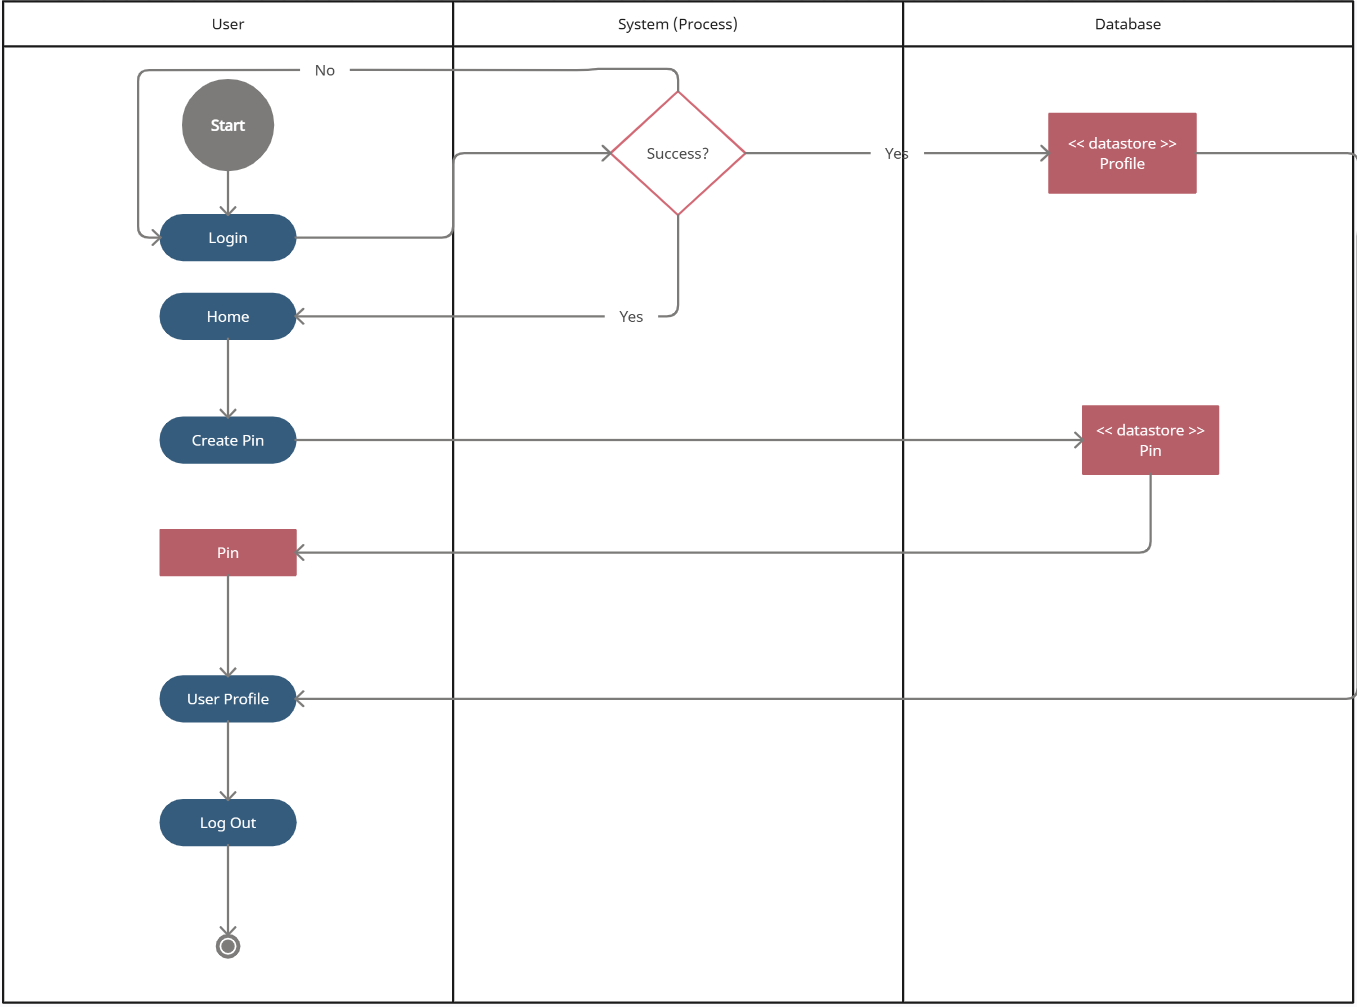 User
System (Process)
Database
No
Start
Success?
Yes
<< datastore >>
Profile
Login
Home
Yes
Create Pin
<< datastore >>
Pin
Pin
User Profile
Log Out